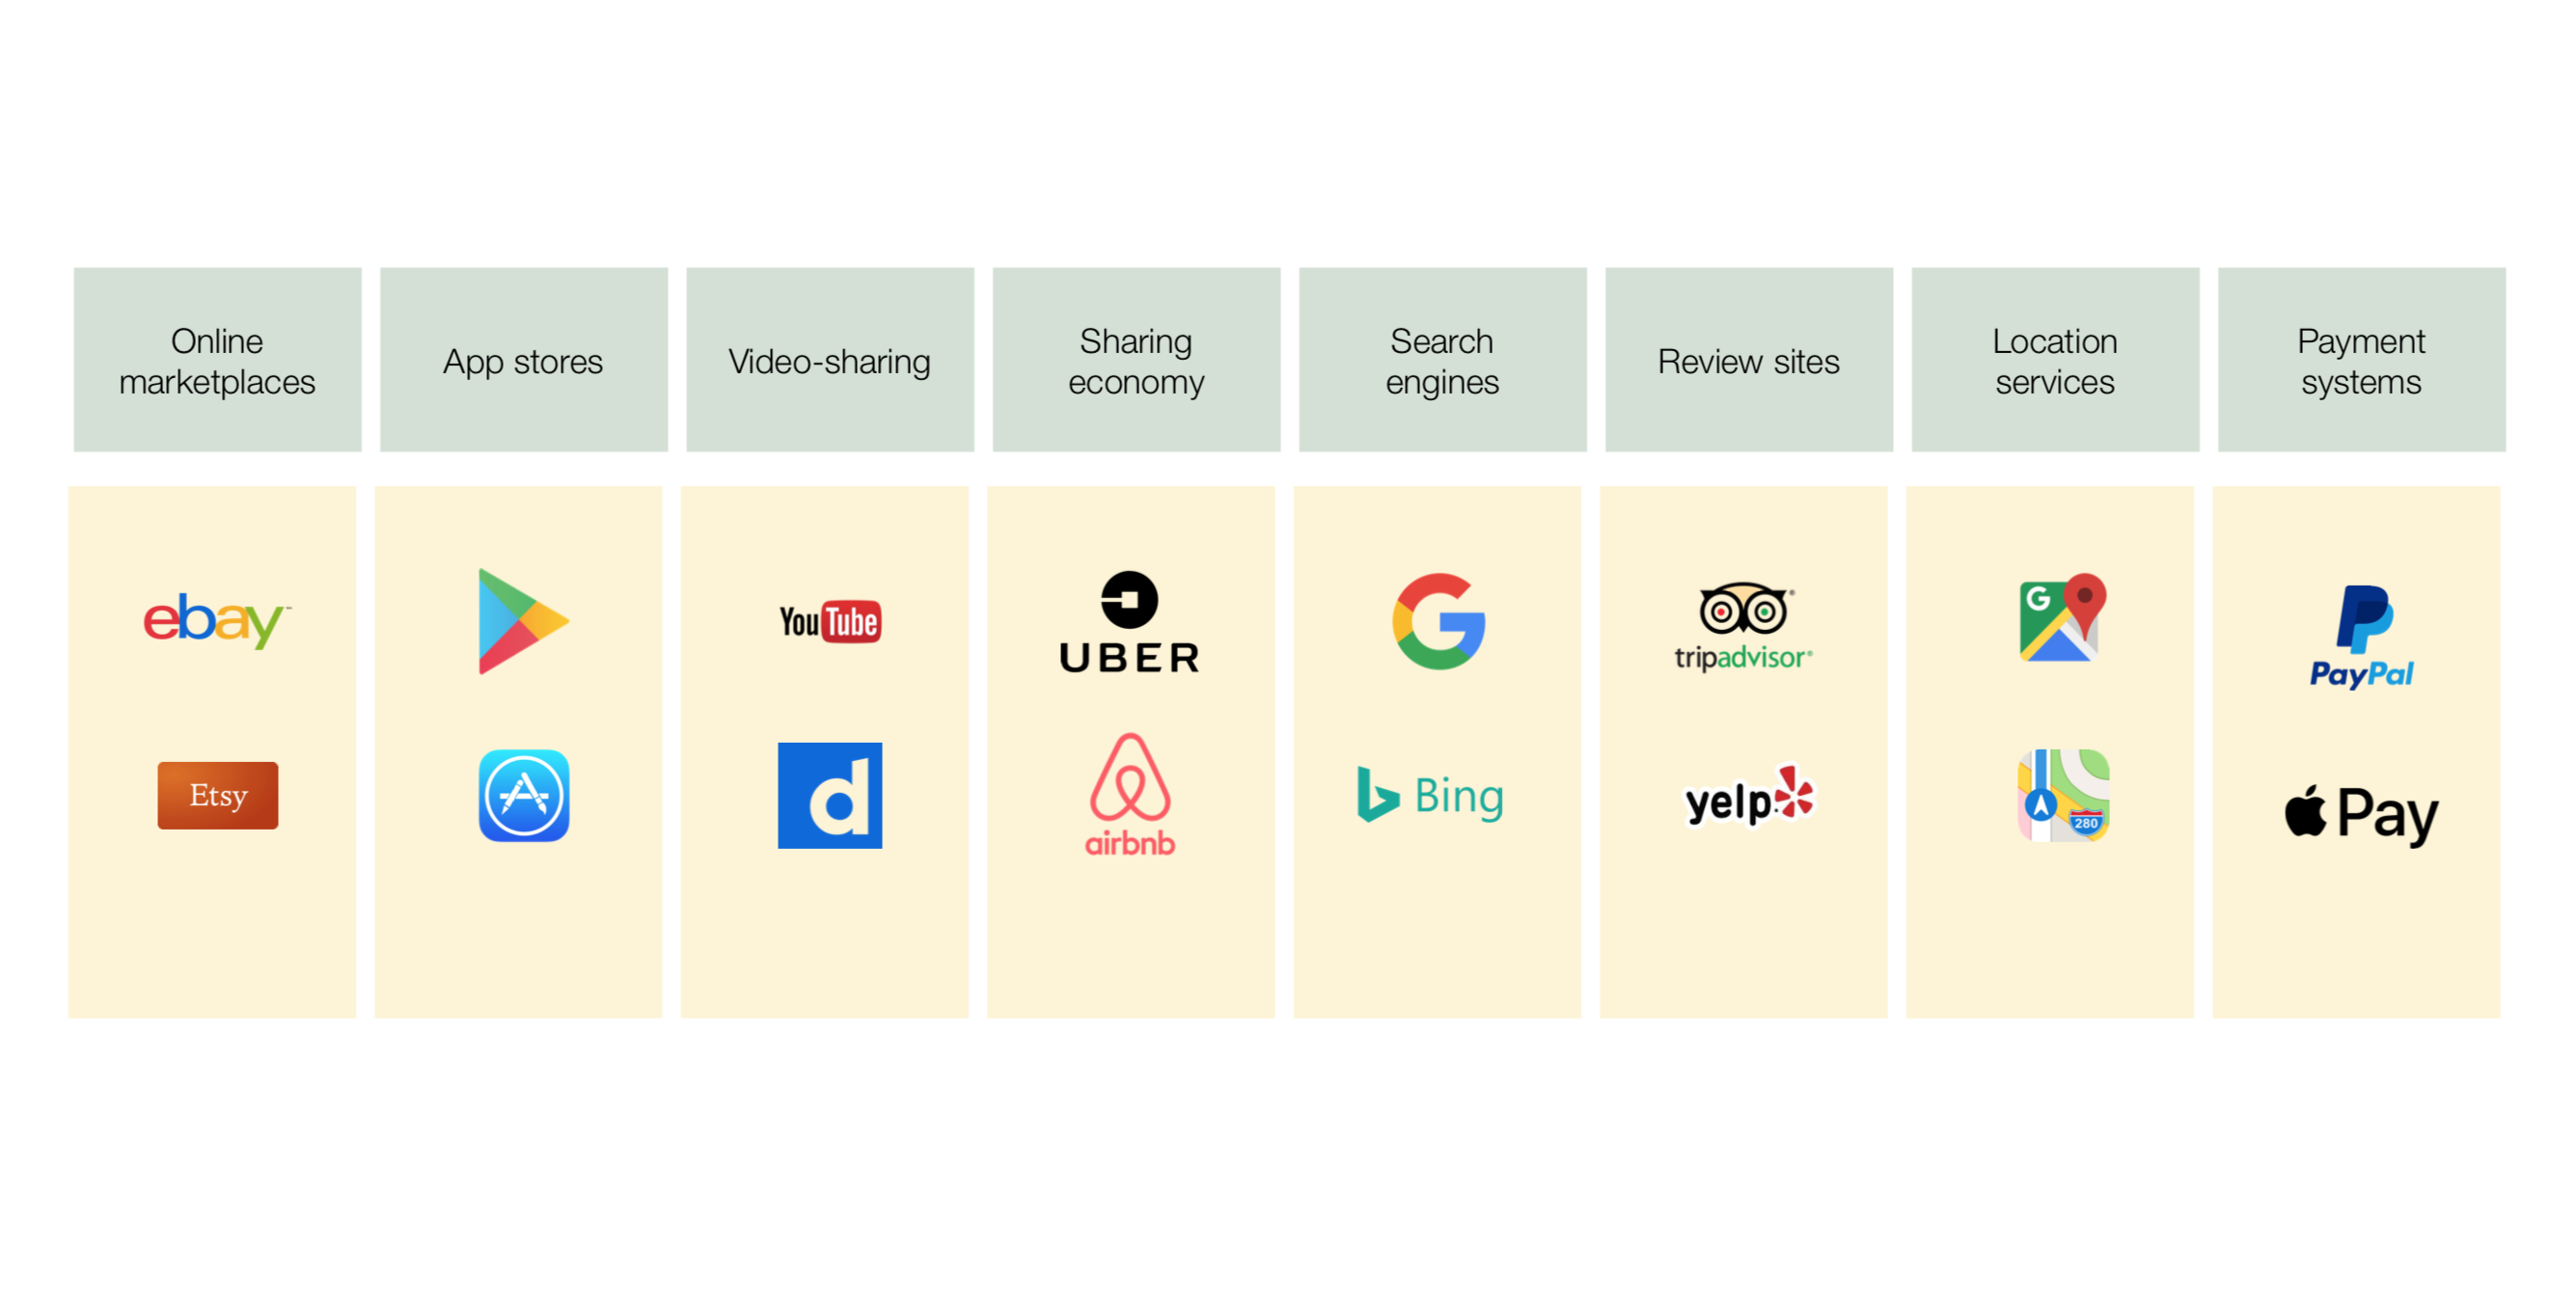 Online
marketplaces
App stores
Video-sharing
Sharing
economy
Search
engines
Review sites
Location
services
Payment
systems
ebay™
YouTube
UBER
G
tripadvisor®
G
PayPal
Etsy
d
airbnb
Bing
yelp
280
Pay